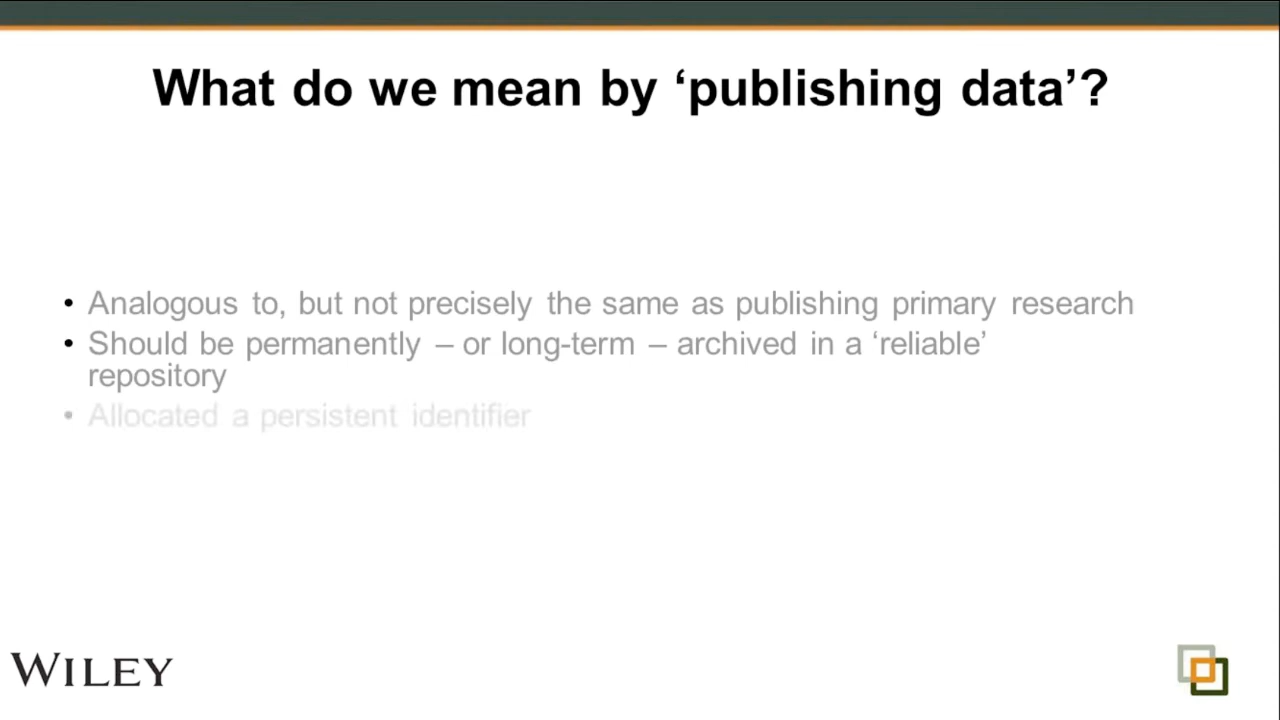 What do we mean by ‘publishing data’?
• Analogous to, but not precisely the same as publishing primary research
• Should be permanently – or long-term – archived in a ‘reliable’
repository
• Allocated a persistent identifier
WILEY